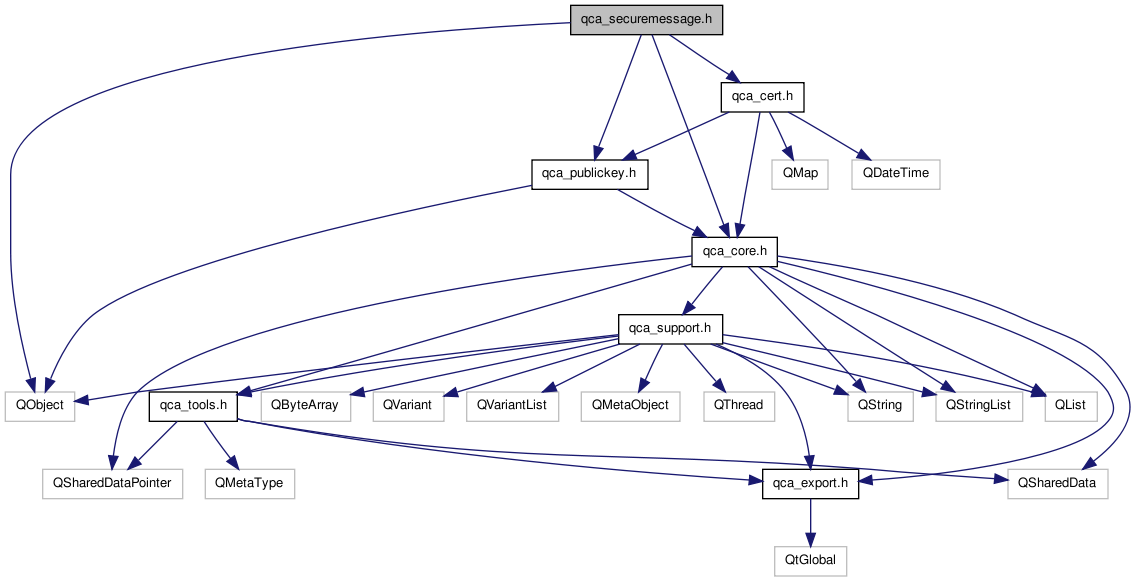 qca_securemessage.h
qca_cert.h
qca_publickey.h
QMap
QDateTime
qca_core.h
qca_support.h
QObject
qca_tools.h
QByteArray
QVariant
QVariantList
QMetaObject
QThread
QString
QStringList
QList
QSharedDataPointer
QMetaType
qca_export.h
QSharedData
QtGlobal